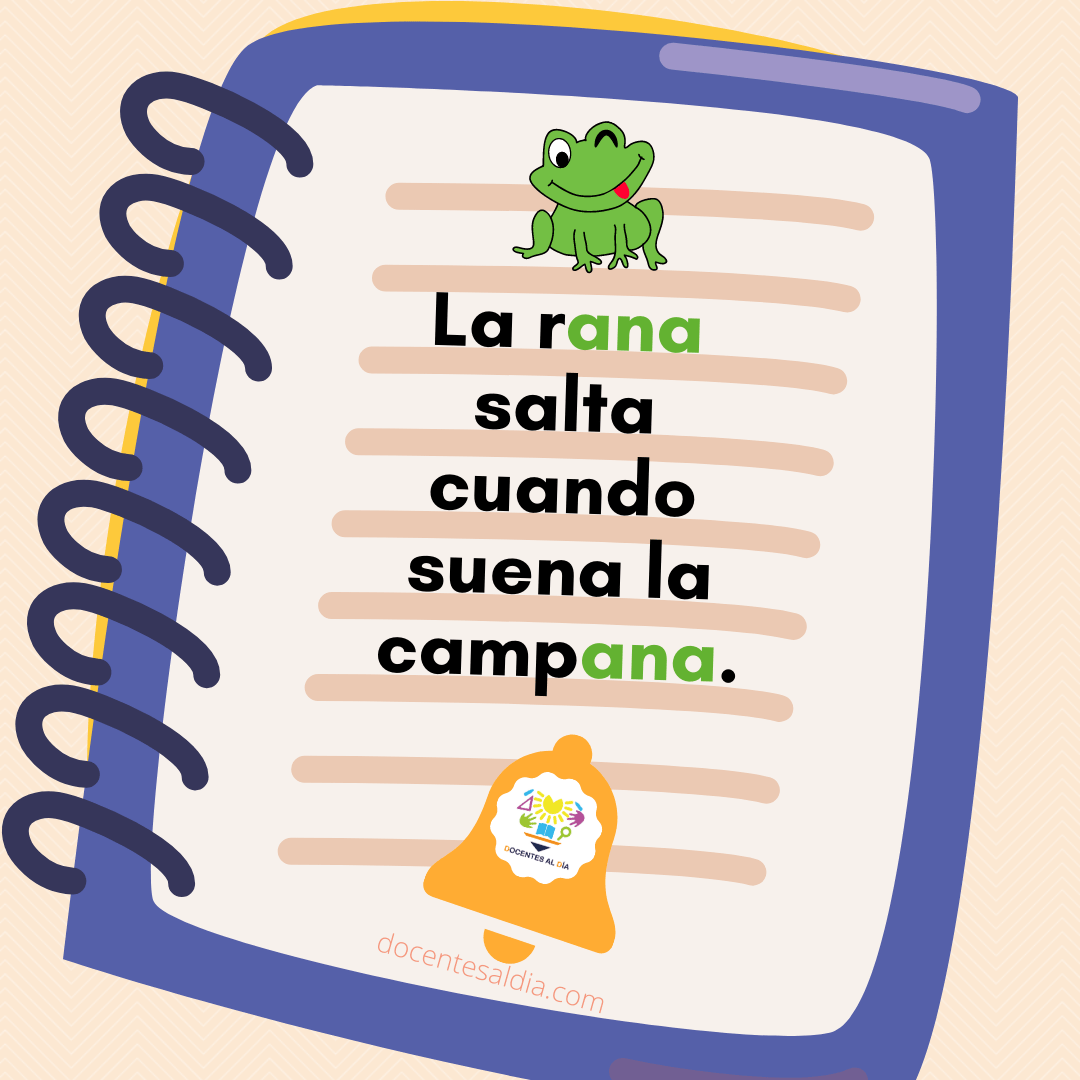 La rana
salta
cuando
suena la
campana.
DOCENTES AL DÍA
docentesaldia.com